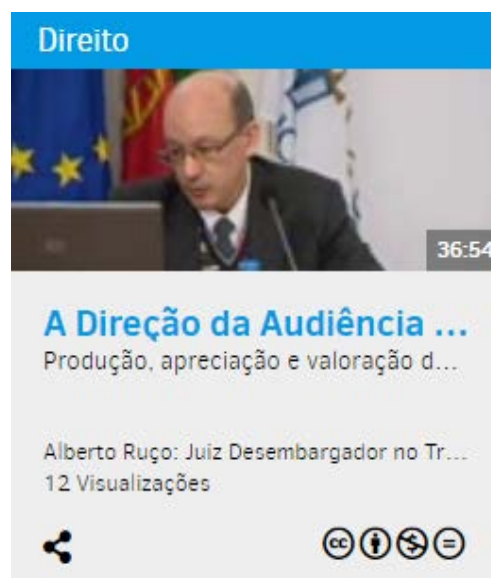 Direito
36:54
A Direção da Audiência ...
Produção, apreciação e valoração d...
Alberto Ruço: Juiz Desembargador no Tr...
12 Visualizações